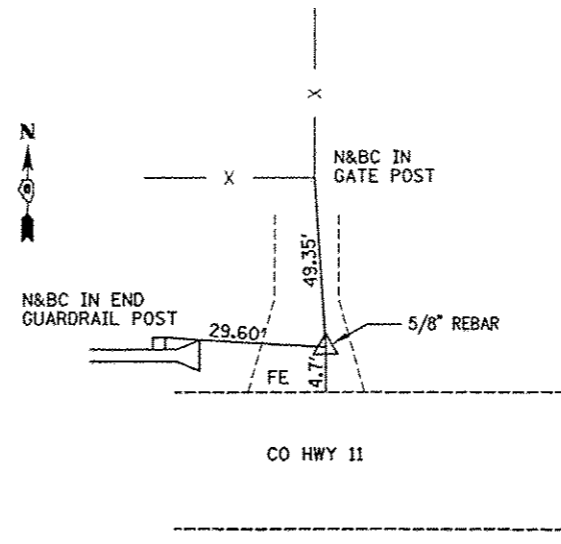 X
N
N&BC IN
GATE POST
X
49.35'
N&BC IN END
GUARDRAIL POST
29.60'
5/8" REBAR
FE
4.7'
CO HWY 11